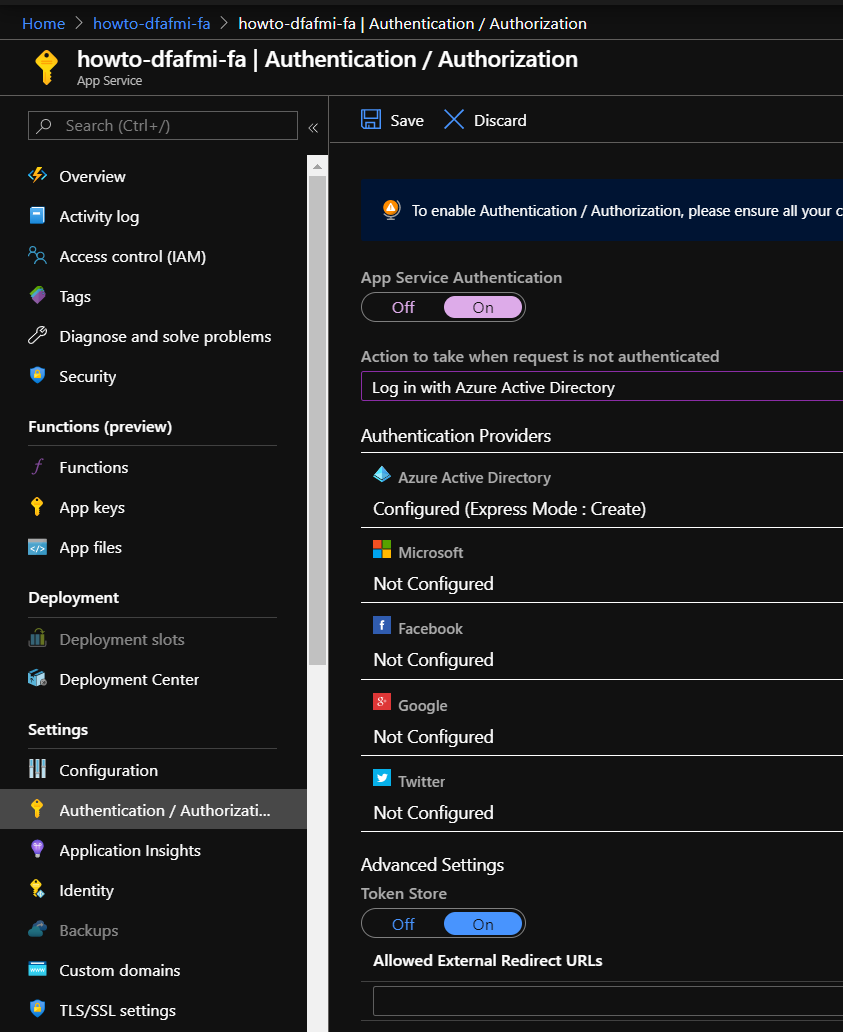 Home > howto-dfafmi-fa > howto-dfafmi-fa | Authentication / Authorization
howto-dfafmi-fa | Authentication / Authorization
App Service
Search (Ctrl+/)
«
Overview
Activity log
Access control (IAM)
Tags
Diagnose and solve problems
Security
Functions (preview)
Functions
App keys
App files
Deployment
Deployment slots
Deployment Center
Settings
Configuration
Authentication / Authorizati...
Application Insights
Identity
Backups
Custom domains
TLS/SSL settings
Save Discard
To enable Authentication / Authorization, please ensure all your c
App Service Authentication
Off On
Action to take when request is not authenticated
Log in with Azure Active Directory
Authentication Providers
Azure Active Directory
Configured (Express Mode : Create)
Microsoft
Not Configured
Facebook
Not Configured
Google
Not Configured
Twitter
Not Configured
Advanced Settings
Token Store
Off On
Allowed External Redirect URLs